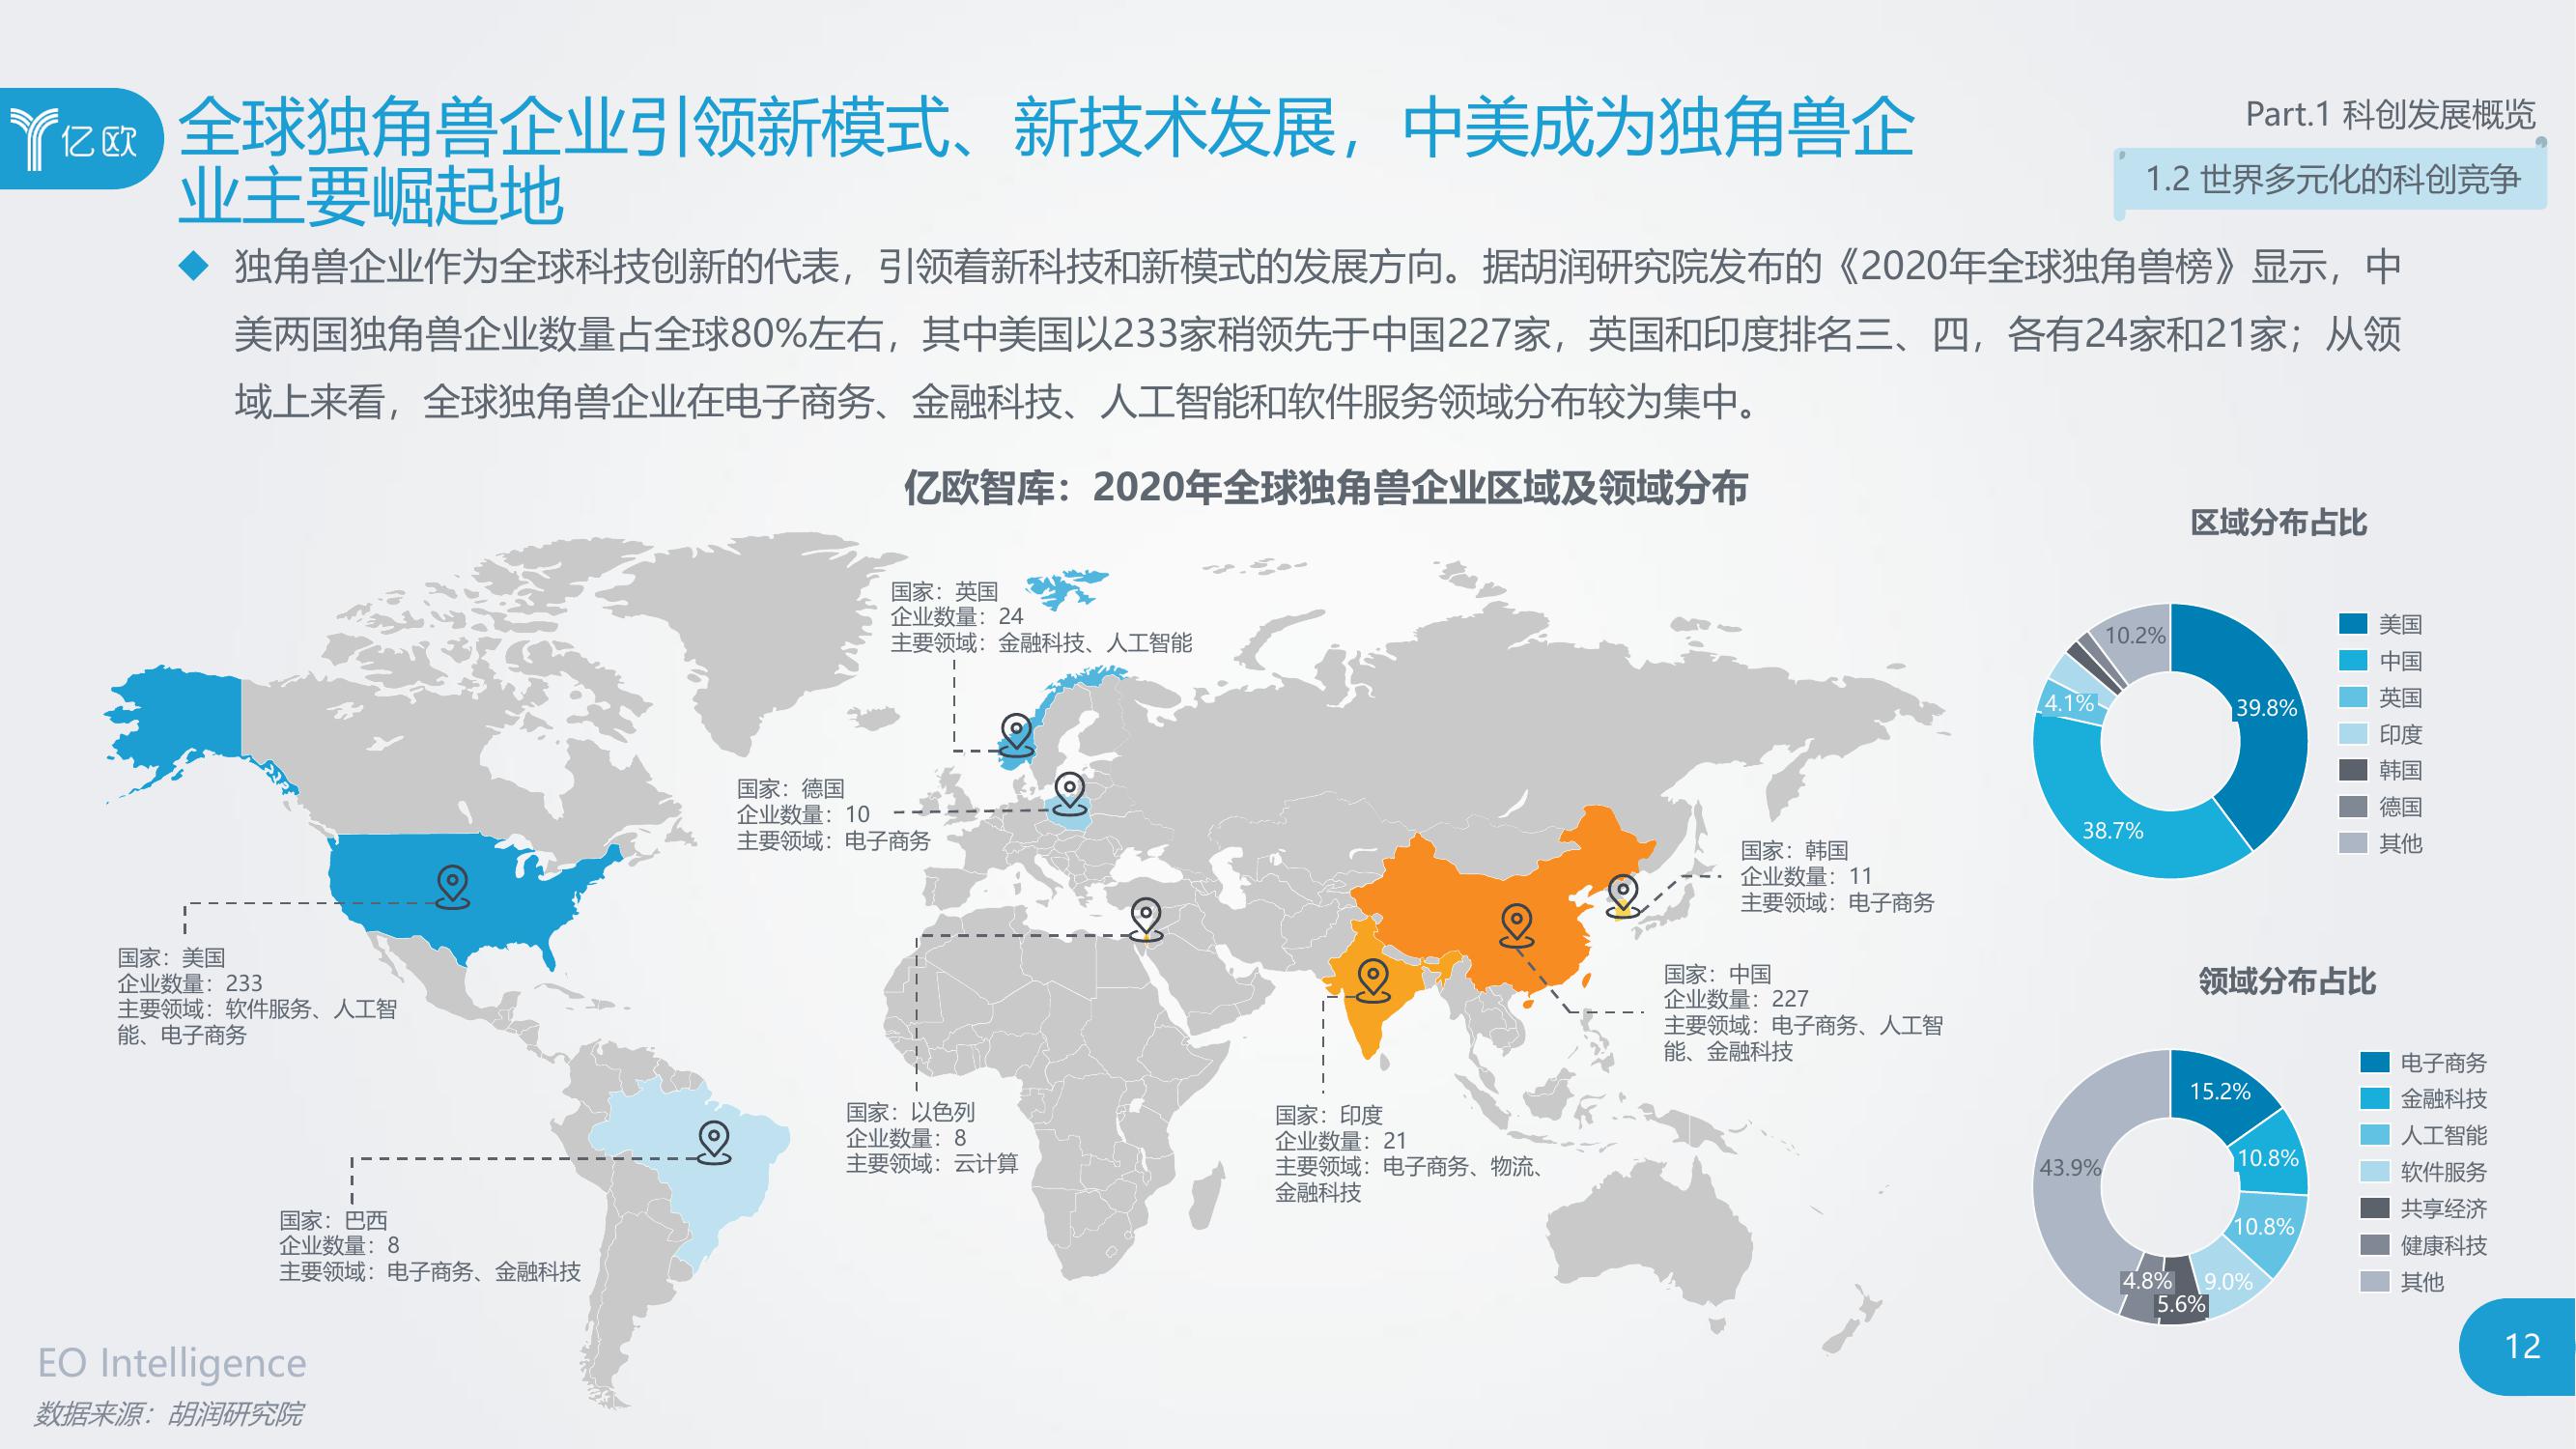 亿欧
全球独角兽企业引领新模式、新技术发展，中美成为独角兽企
业主要崛起地
Part.1 科创发展概览
1.2 世界多元化的科创竞争
独角兽企业作为全球科技创新的代表，引领着新科技和新模式的发展方向。据胡润研究院发布的《2020年全球独角兽榜》显示，中
美两国独角兽企业数量占全球80%左右，其中美国以233家稍领先于中国227家，英国和印度排名三、四，各有24家和21家；从领
域上来看，全球独角兽企业在电子商务、金融科技、人工智能和软件服务领域分布较为集中。
亿欧智库：2020年全球独角兽企业区域及领域分布
国家：英国
企业数量：24
主要领域：金融科技、人工智能
国家：德国
企业数量：10
主要领域：电子商务
国家：韩国
企业数量：11
主要领域：电子商务
国家：美国
企业数量：233
主要领域：软件服务、人工智
能、电子商务
国家：中国
企业数量：227
主要领域：电子商务、人工智
能、金融科技
国家：以色列
企业数量：8
主要领域：云计算
国家：印度
企业数量：21
主要领域：电子商务、物流、
金融科技
国家：巴西
企业数量：8
主要领域：电子商务、金融科技
区域分布占比
10.2%
39.8%
4.1%
38.7%
美国
中国
英国
印度
韩国
德国
其他
领域分布占比
15.2%
10.8%
43.9%
10.8%
4.8%
9.0%
5.6%
电子商务
金融科技
人工智能
软件服务
共享经济
健康科技
其他
EO Intelligence
数据来源：胡润研究院
12